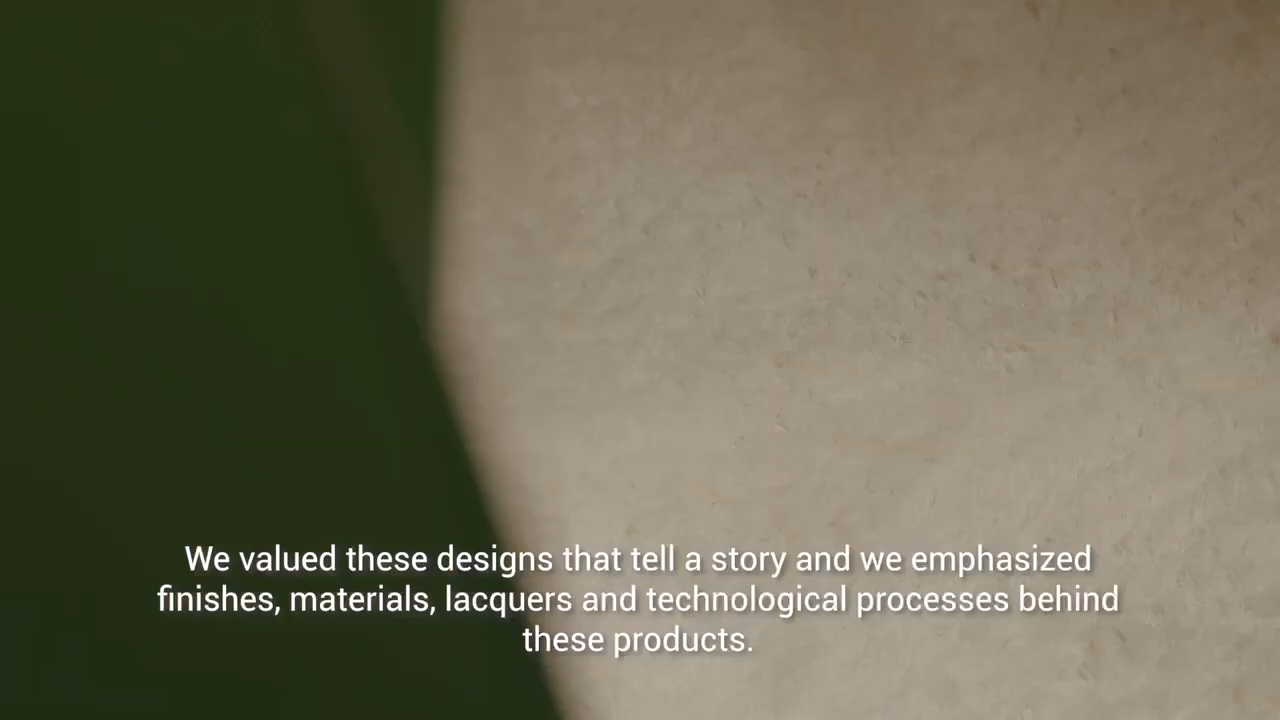 We valued these designs that tell a story and we emphasized
finishes, materials, lacquers and technological processes behind
these products.